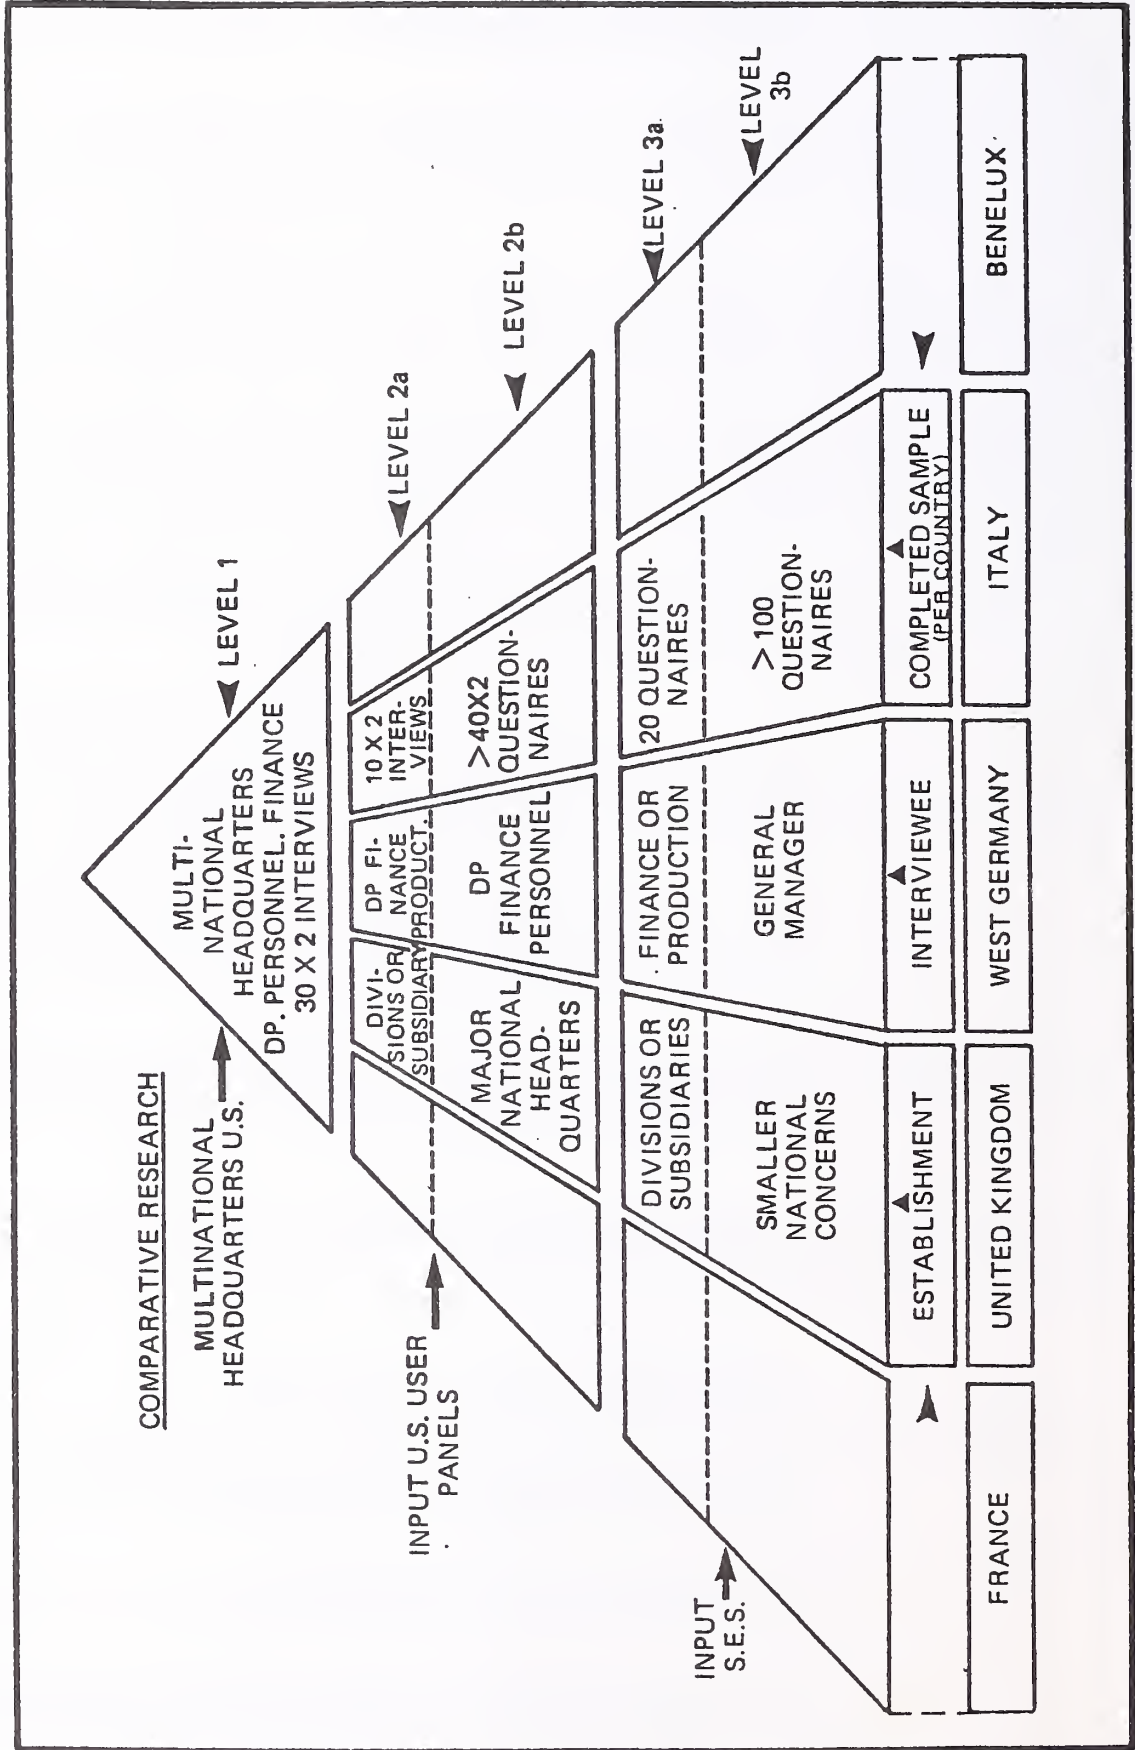 COMPARATIVE RESEARCH
MULTINATIONAL
HEADQUARTERS U.S.
MULTI-
NATIONAL
HEADQUARTERS
DP. PERSONNEL. FINANCE
30 X 2 INTERVIEWS
LEVEL 1
INPUT U.S. USER
PANELS
DIVI-
SIONS OR
SUBSIDIARY
DP FI-
NANCE
PRODUCT.
10 X 2
INTER-
VIEWS
LEVEL 2a
MAJOR
NATIONAL
HEAD-
QUARTERS
DP
FINANCE
PERSONNEL
>40X2
QUESTION-
NAIRES
LEVEL 2b
INPUT
S.E.S.
DIVISIONS OR
SUBSIDIARIES
FINANCE OR
PRODUCTION
20 QUESTION-
NAIRES
LEVEL 3a
SMALLER
NATIONAL
CONCERNS
GENERAL
MANAGER
>100
QUESTION-
NAIRES
LEVEL
3b
ESTABLISHMENT
INTERVIEWEE
COMPLETED SAMPLE
(PER COUNTRY)
FRANCE
UNITED KINGDOM
WEST GERMANY
ITALY
BENELUX